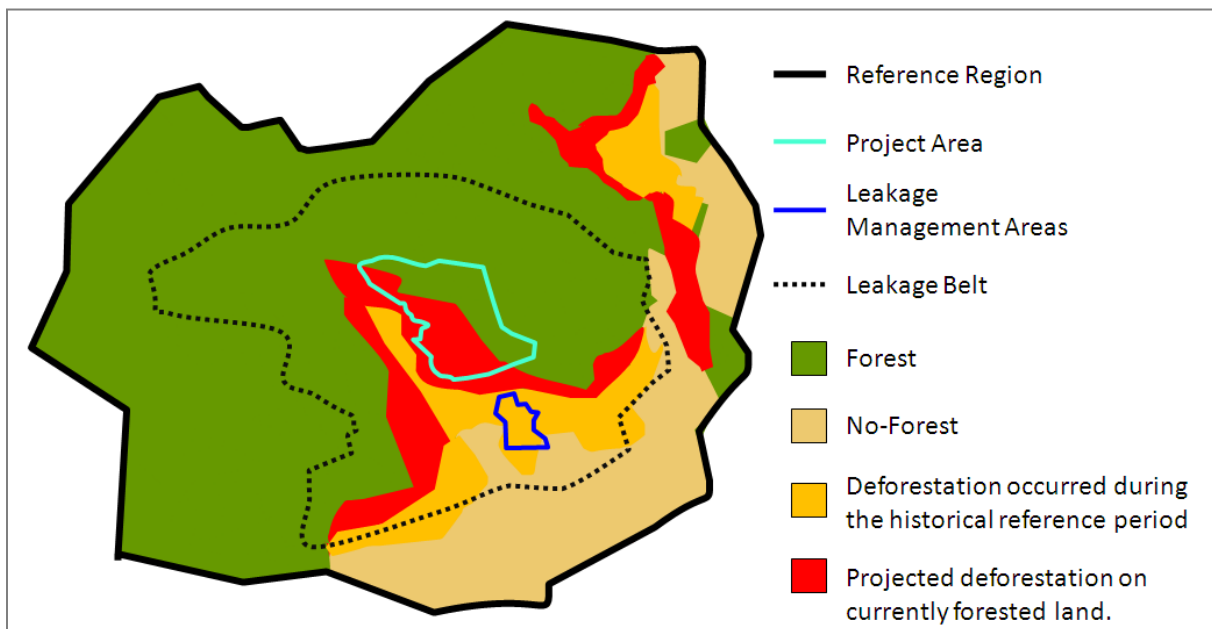 Reference Region
Project Area
Leakage
Management Areas
Leakage Belt
Forest
No-Forest
Deforestation occurred during
the historical reference period
Projected deforestation on
currently forested land.